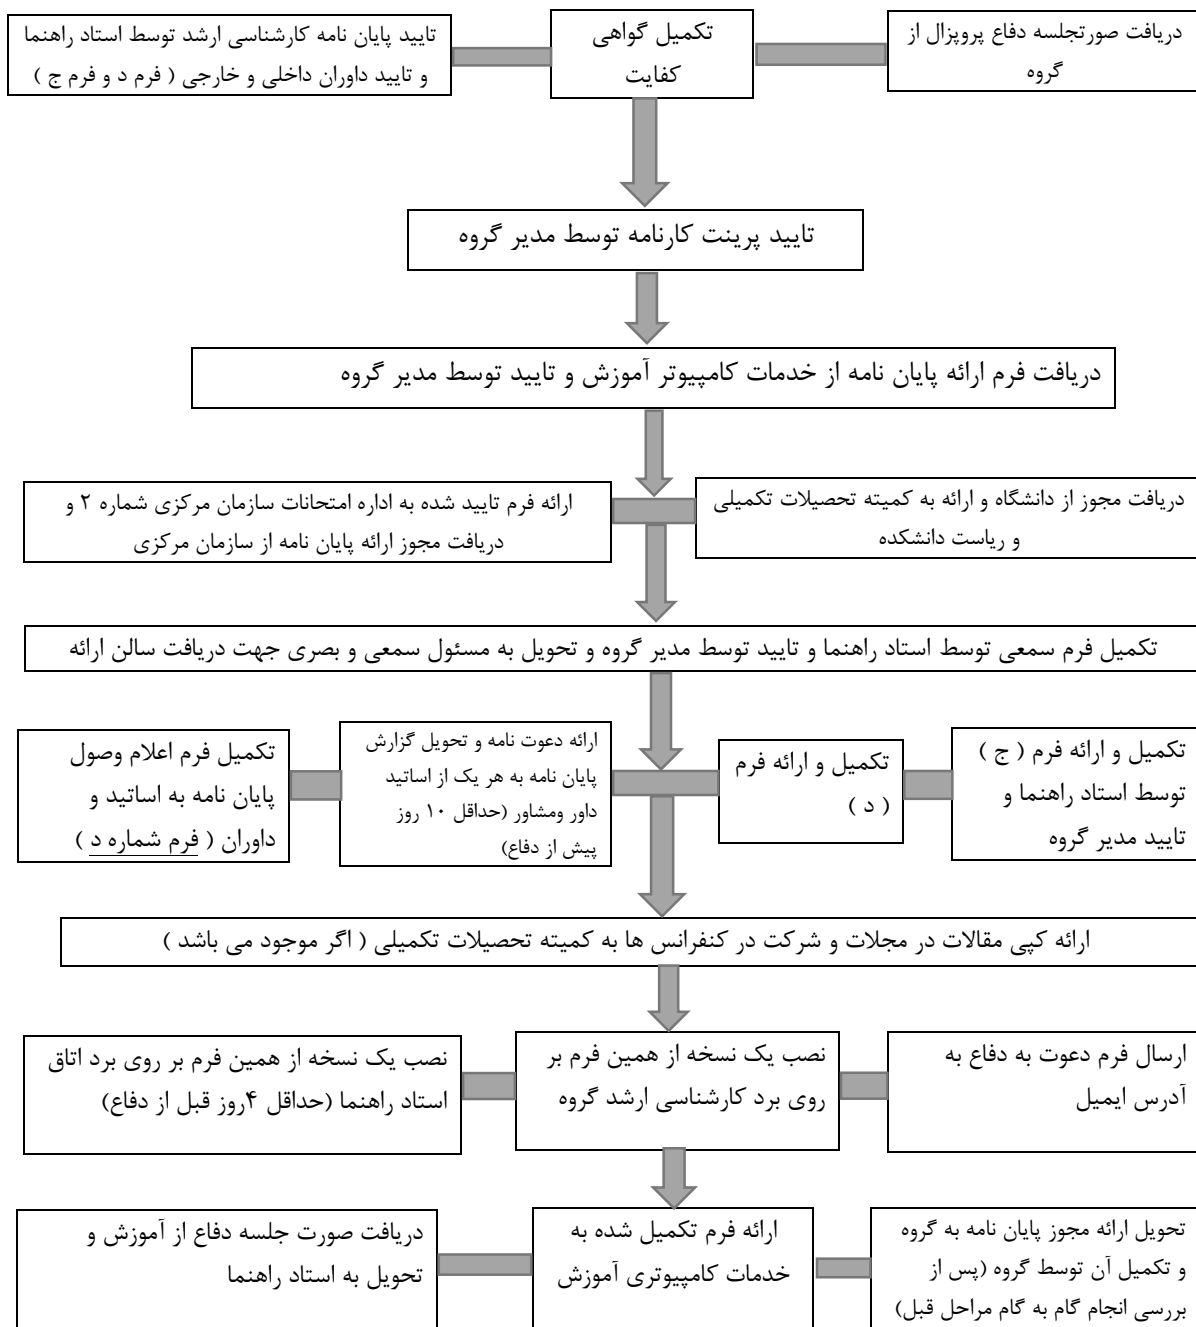 دریافت صورتجلسه دفاع پروپزال از
گروه
تکمیل گواهی
کفایت
تایید پایان نامه کارشناسی ارشد توسط استاد راهنما
و تایید داوران داخلی و خارجی ( فرم د و فرم ج )
تایید پرینت کارنامه توسط مدیر گروه
دریافت فرم ارائه پایان نامه از خدمات کامپیوتر آموزش و تایید توسط مدیر گروه
دریافت مجوز از دانشگاه و ارائه به کمیته تحصیلات تکمیلی
و ریاست دانشکده
ارائه فرم تایید شده به اداره امتحانات سازمان مرکزی شماره ۲ و
دریافت مجوز ارائه پایان نامه از سازمان مرکزی
تکمیل فرم سمعی توسط استاد راهنما و تایید توسط مدیر گروه و تحویل به مسئول سمعی و بصری جهت دریافت سالن ارائه
تکمیل و ارائه فرم ( ج )
توسط استاد راهنما و
تایید مدیر گروه
تکمیل و ارائه فرم
( د )
ارائه دعوت نامه و تحویل گزارش
پایان نامه به هر یک از اساتید
داور ومشاور (حداقل ۱۰ روز
پیش از دفاع)
تکمیل فرم اعلام وصول
پایان نامه به اساتید و
داوران ( فرم شماره د )
ارائه کپی مقالات در مجلات و شرکت در کنفرانس ها به کمیته تحصیلات تکمیلی ( اگر موجود می باشد )
ارسال فرم دعوت به دفاع به
آدرس ایمیل
نصب یک نسخه از همین فرم بر
روی برد کارشناسی ارشد گروه
نصب یک نسخه از همین فرم بر روی برد اتاق
استاد راهنما (حداقل ۴روز قبل از دفاع)
تحویل ارائه مجوز پایان نامه به گروه
و تکمیل آن توسط گروه (پس از
بررسی انجام گام به گام مراحل قبل)
ارائه فرم تکمیل شده به
خدمات کامپیوتری آموزش
دریافت صورت جلسه دفاع از آموزش و
تحویل به استاد راهنما